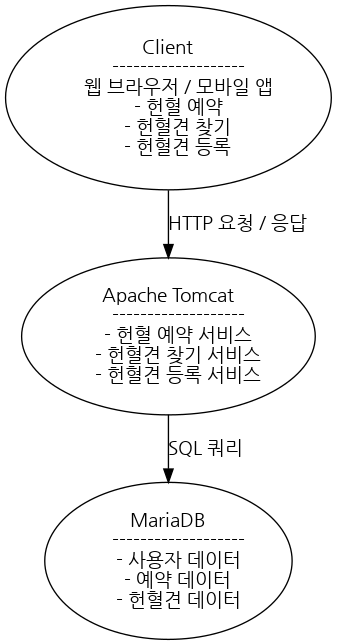 Client
-------------------
웹 브라우저 / 모바일 앱
- 헌혈 예약
- 헌혈견 찾기
- 헌혈견 등록
HTTP 요청 / 응답
Apache Tomcat
-------------------
- 헌혈 예약 서비스
- 헌혈견 찾기 서비스
- 헌혈견 등록 서비스
SQL 쿼리
MariaDB
-------------------
- 사용자 데이터
- 예약 데이터
- 헌혈견 데이터